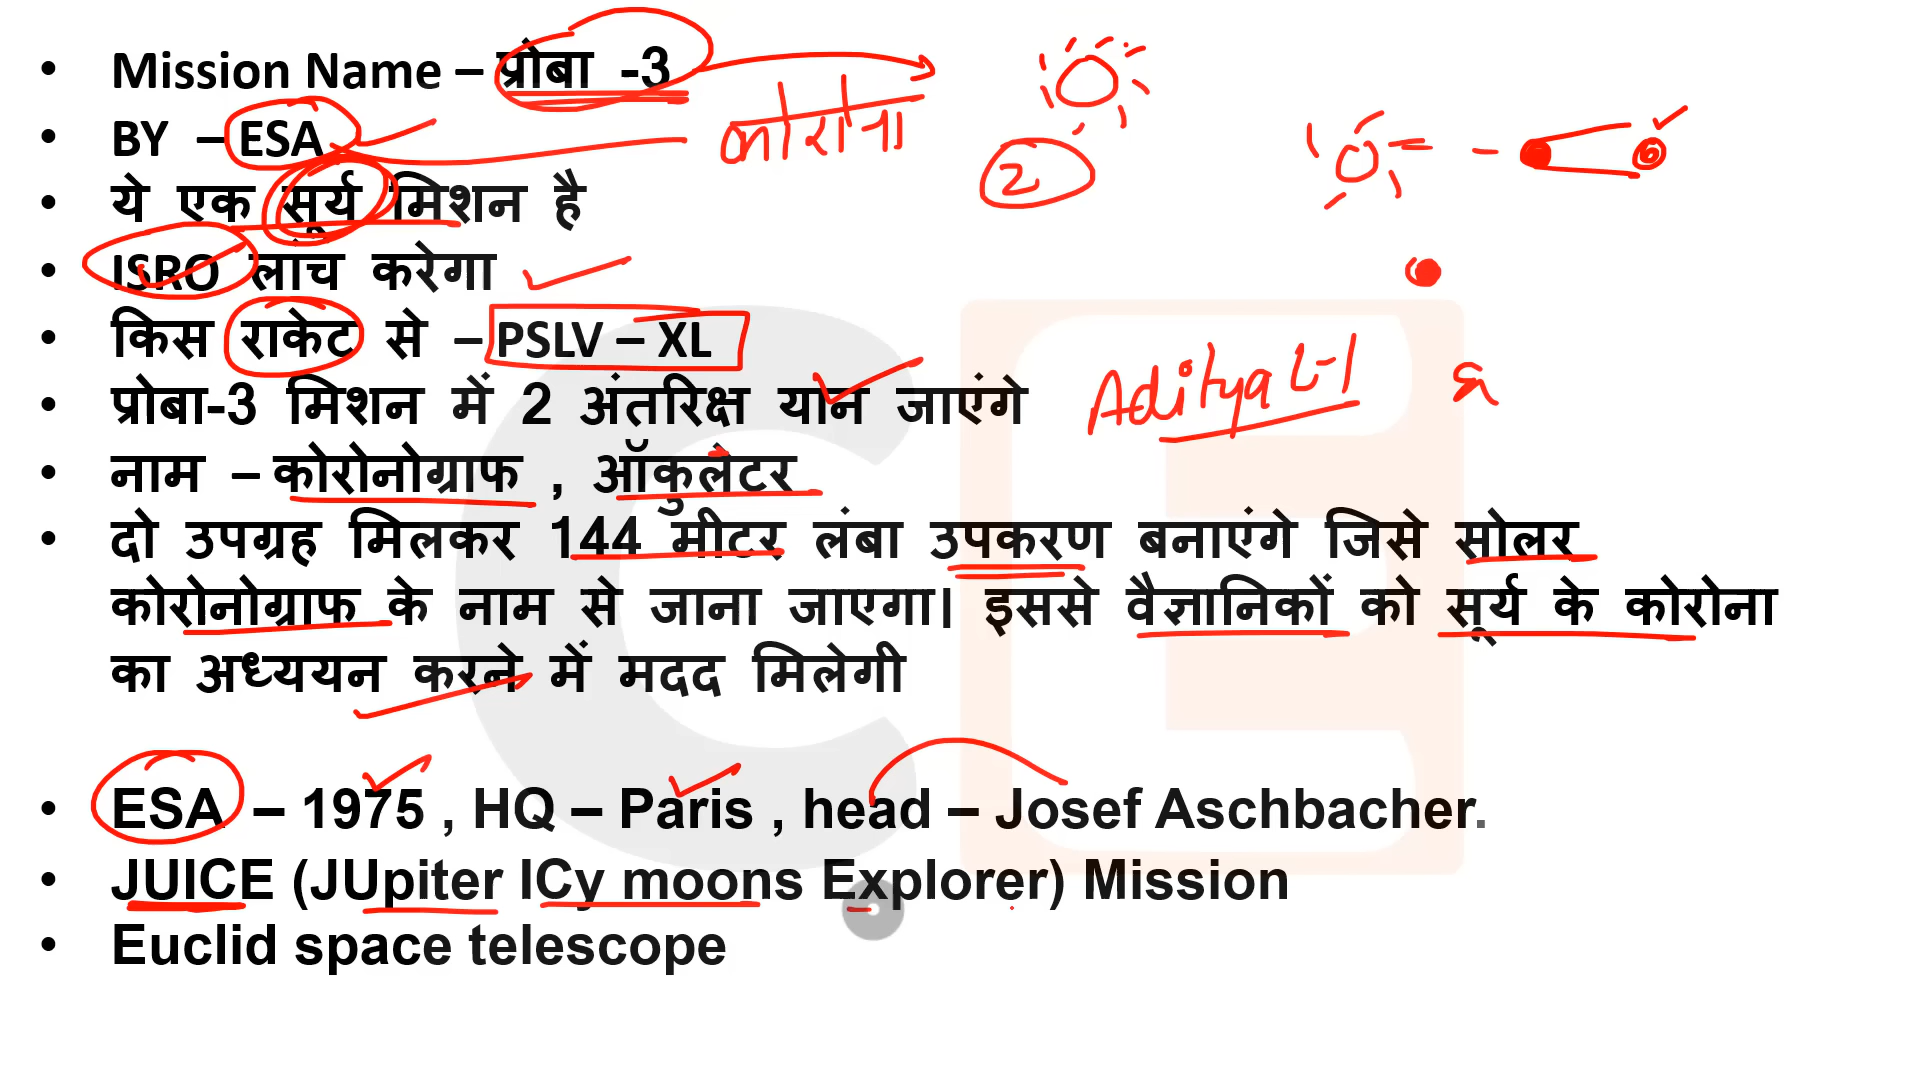 • Mission Name – प्रोबा -3
• BY – ESA
• ये एक सूर्य मिशन है
• ISRO लांच करेगा
• किस राकेट से – PSLV – XL
• प्रोबा-3 मिशन में 2 अंतरिक्ष यान जाएंगे
• नाम – कोरोनोग्राफ , ऑकुलेटर
• दो उपग्रह मिलकर 144 मीटर लंबा उपकरण बनाएंगे जिसे सोलर
कोरोनोग्राफ के नाम से जाना जाएगा। इससे वैज्ञानिकों को सूर्य के कोरोना
का अध्ययन करने में मदद मिलेगी
• ESA – 1975 , HQ – Paris , head – Josef Aschbacher.
• JUICE (JUpiter ICy moons Explorer) Mission
• Euclid space telescope
कोरोना
2
Aditya L-1
CE